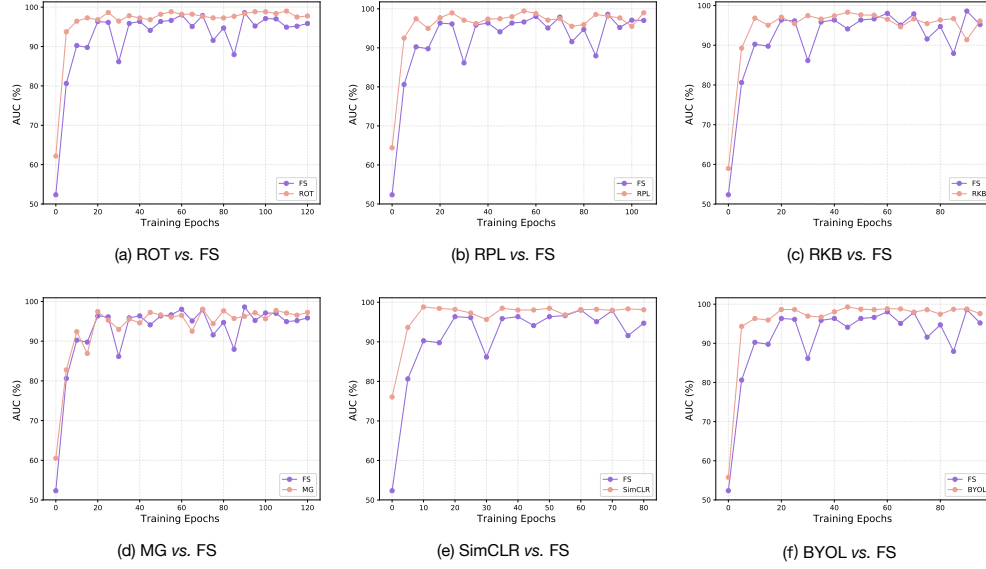 100
90
80
70
60
50
AUC (%)
0 20 40 60 80 100 120
Training Epochs
FS
ROT
(a) ROT vs. FS
100
90
80
70
60
50
AUC (%)
0 20 40 60 80 100
Training Epochs
FS
RPL
(b) RPL vs. FS
100
90
80
70
60
50
AUC (%)
0 20 40 60 80
Training Epochs
FS
RKB
(c) RKB vs. FS
100
90
80
70
60
50
AUC (%)
0 20 40 60 80 100 120
Training Epochs
FS
MG
(d) MG vs. FS
100
90
80
70
60
50
AUC (%)
0 10 20 30 40 50 60 70 80
Training Epochs
FS
SimCLR
(e) SimCLR vs. FS
100
90
80
70
60
50
AUC (%)
0 20 40 60 80
Training Epochs
FS
BYOL
(f) BYOL vs. FS